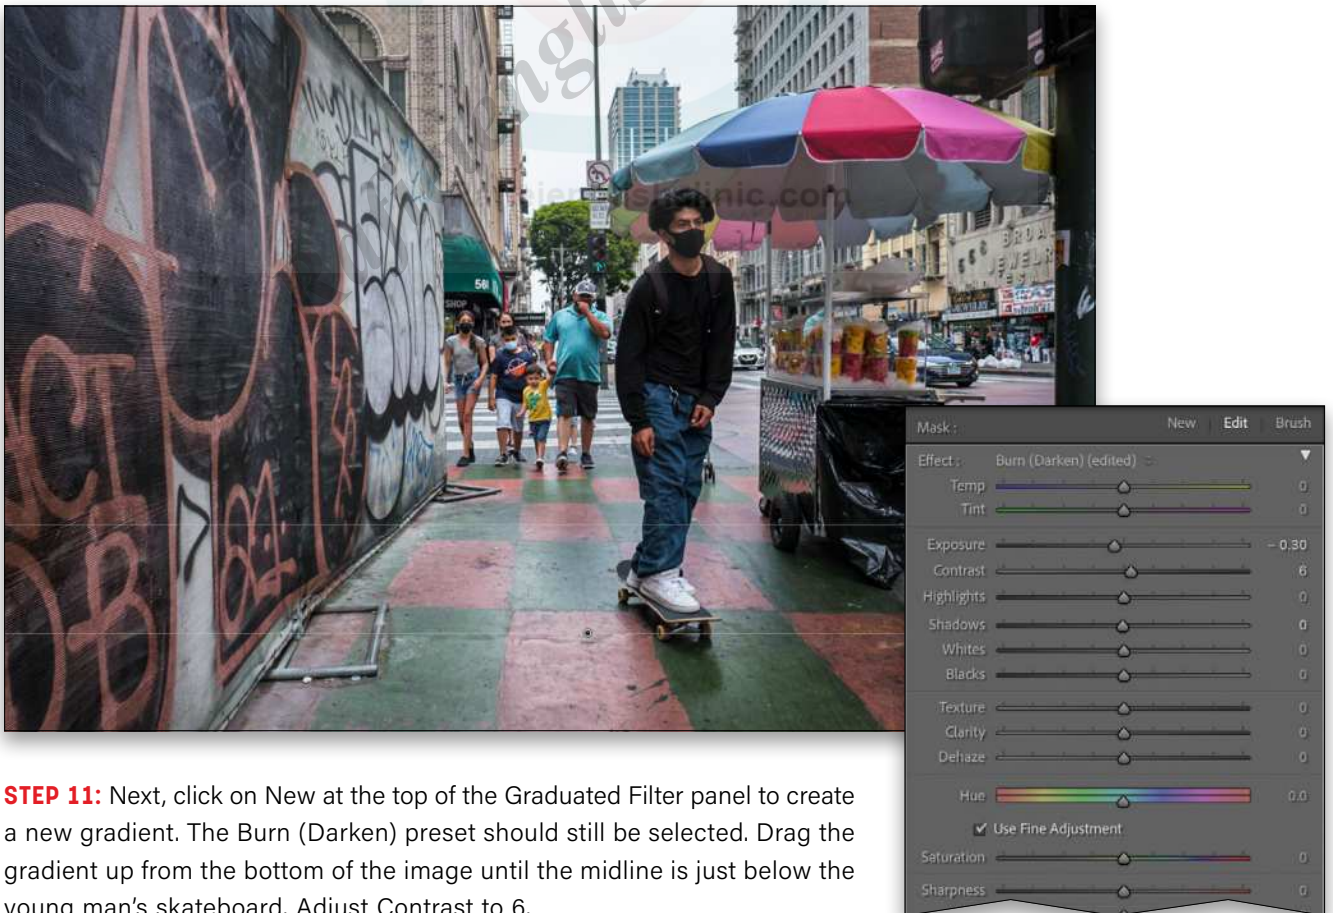 561
SHOP
BROAD
JEWELR
Mask :
New
Edit
Brush
Effect :
Burn (Darken) (edited)
Temp
0
Tint
0
Exposure
– 0.30
Contrast
6
Highlights
0
Shadows
0
Whites
0
Blacks
0
Texture
0
Clarity
0
Dehaze
0
Hue
0.0
Use Fine Adjustment
Saturation
0
Sharpness
0
STEP 11: Next, click on New at the top of the Graduated Filter panel to create
a new gradient. The Burn (Darken) preset should still be selected. Drag the
gradient up from the bottom of the image until the midline is just below the
young man’s skateboard. Adjust Contrast to 6.